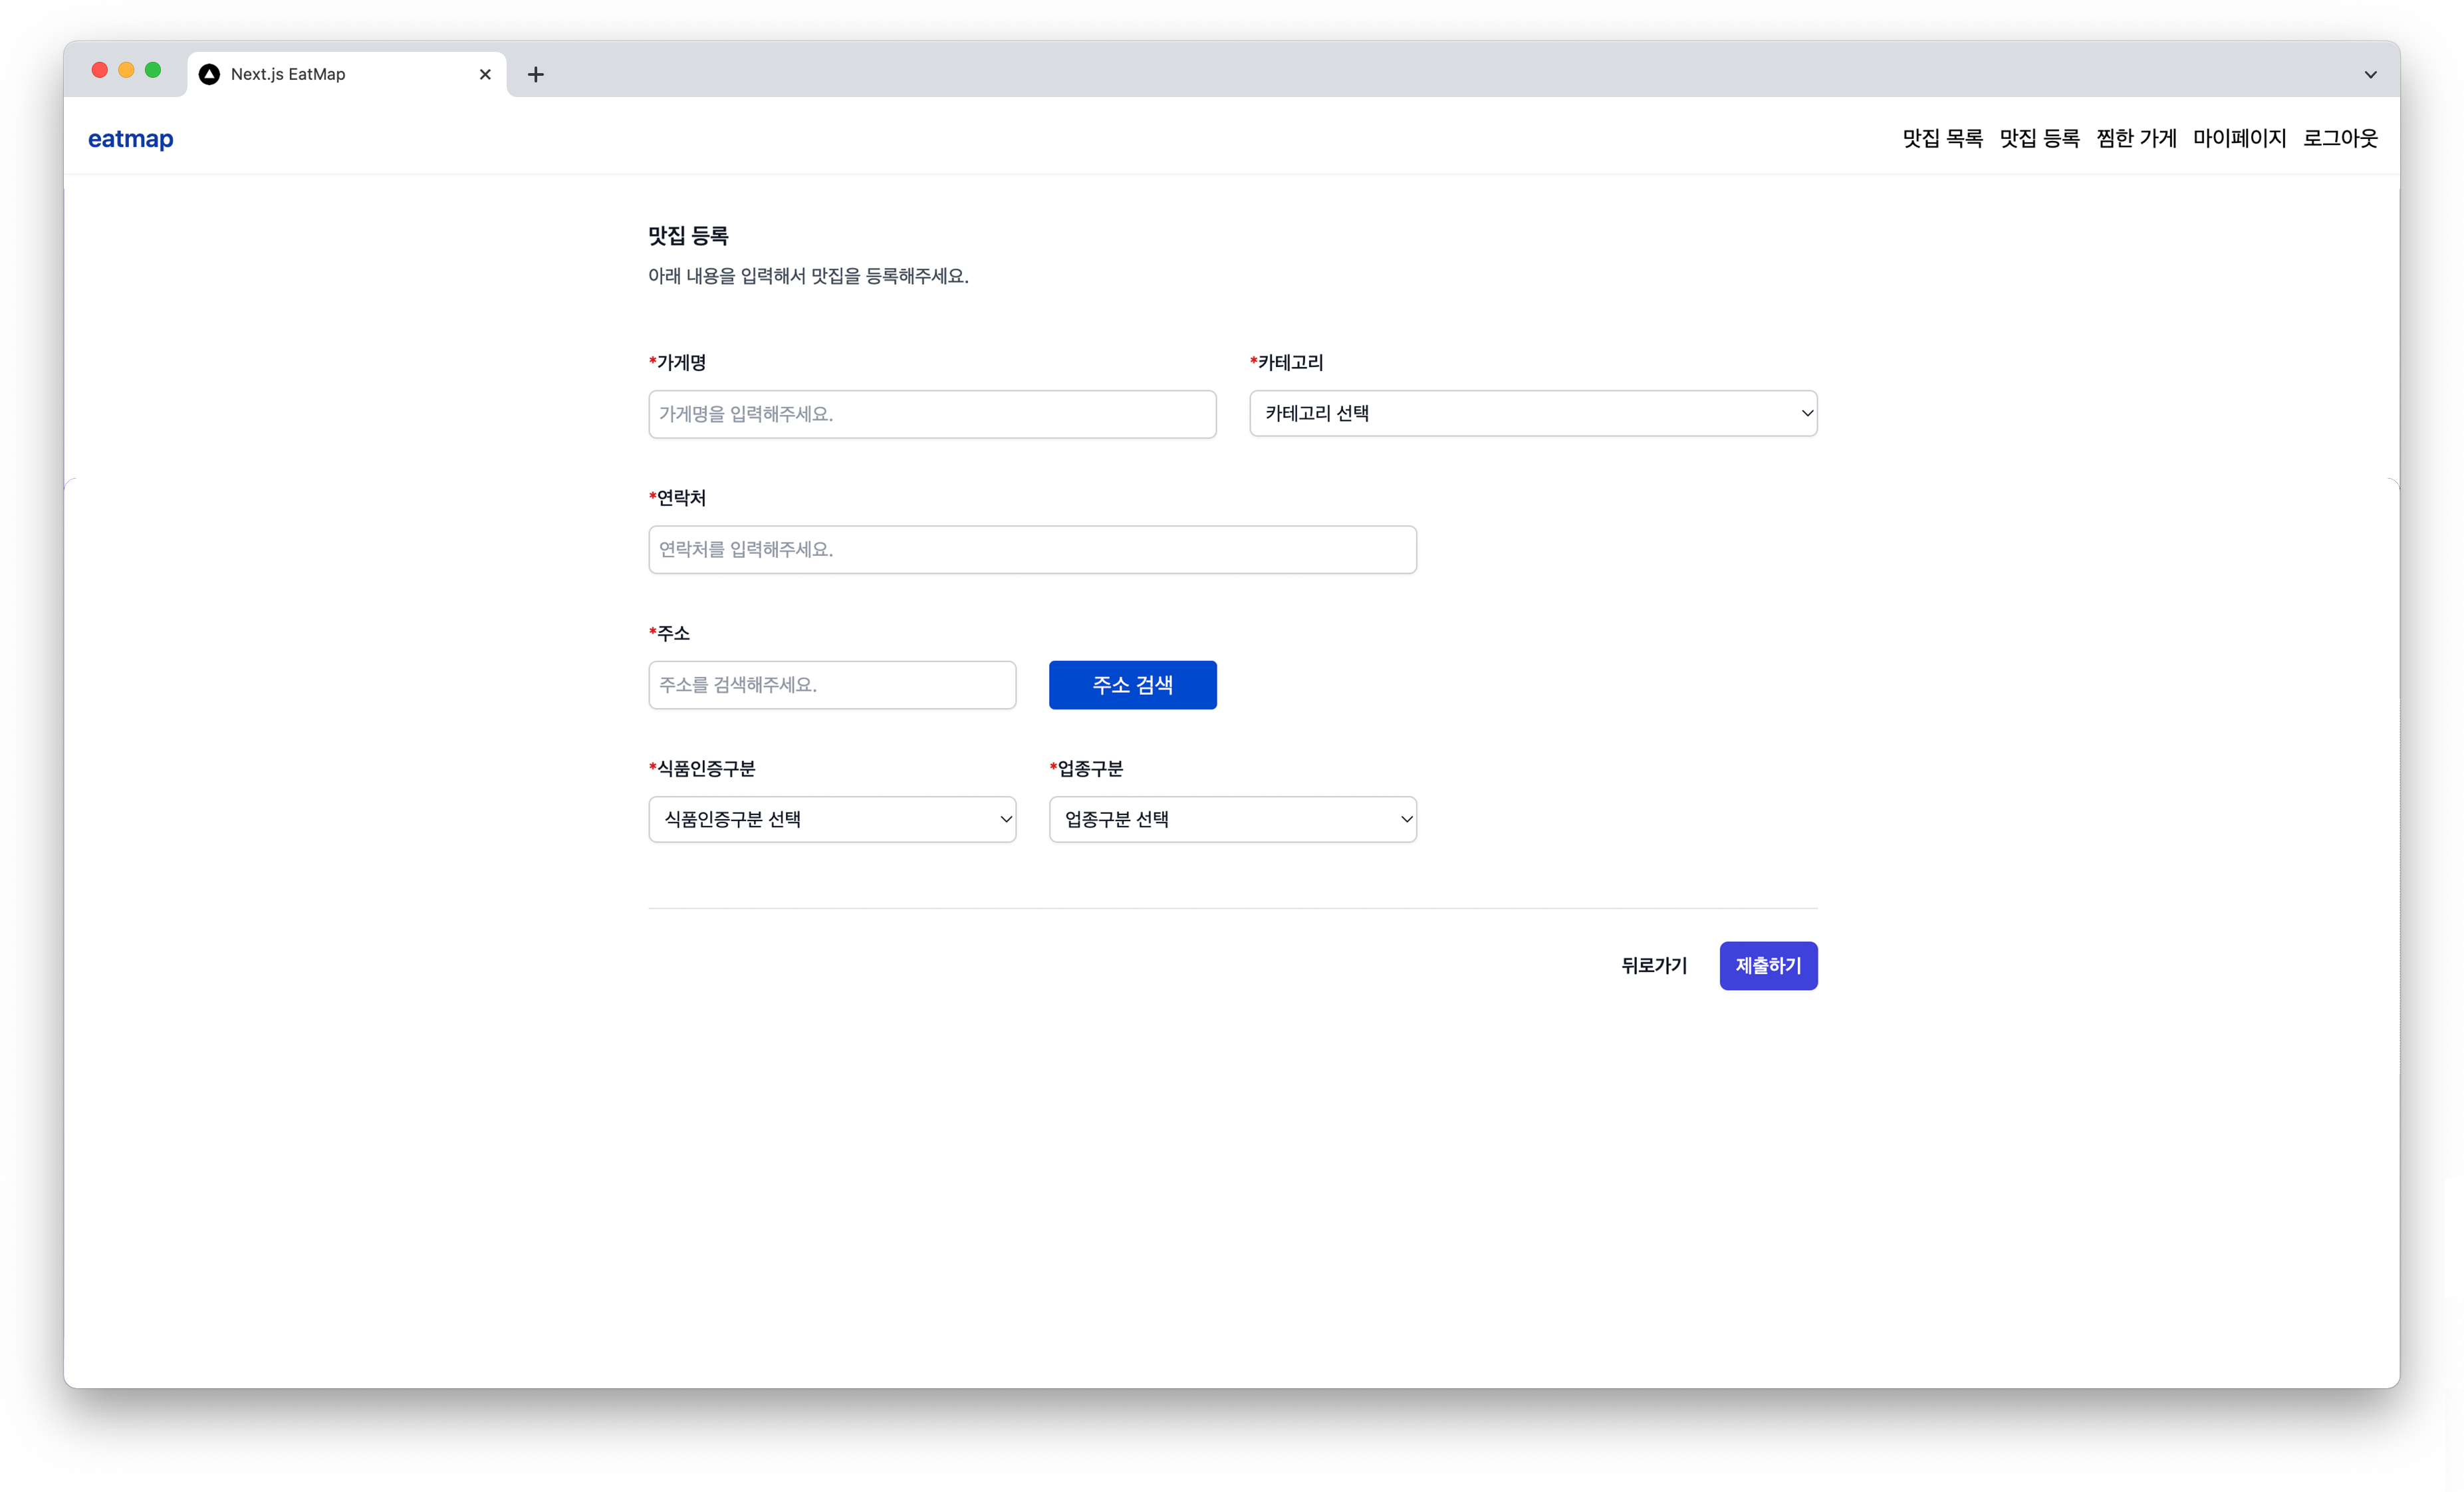 Next.js EatMap
eatmap
맛집 목록 맛집 등록 찜한 가게 마이페이지 로그아웃
맛집 등록
아래 내용을 입력해서 맛집을 등록해주세요.
*가게명 *카테고리
가게명을 입력해주세요. 카테고리 선택
*연락처
연락처를 입력해주세요.
*주소
주소를 검색해주세요. 주소 검색
*식품인증구분 *업종구분
식품인증구분 선택 업종구분 선택
뒤로가기 제출하기